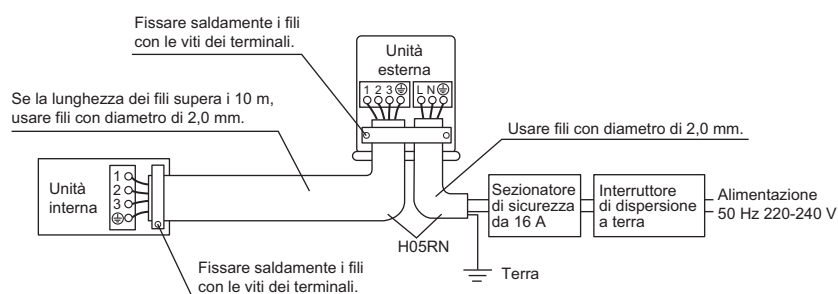 Fissare saldamente i fili
con le viti dei terminali.
Unità
esterna
1 2 3 ⏚ L N ⏚
Se la lunghezza dei fili supera i 10 m,
usare fili con diametro di 2,0 mm.
Usare fili con diametro di 2,0 mm.
Unità
interna
1
2
3
⏚
Sezionatore
di sicurezza
da 16 A
Interruttore
di dispersione
a terra
Alimentazione
50 Hz 220-240 V
H05RN
Terra
Fissare saldamente i fili
con le viti dei terminali.